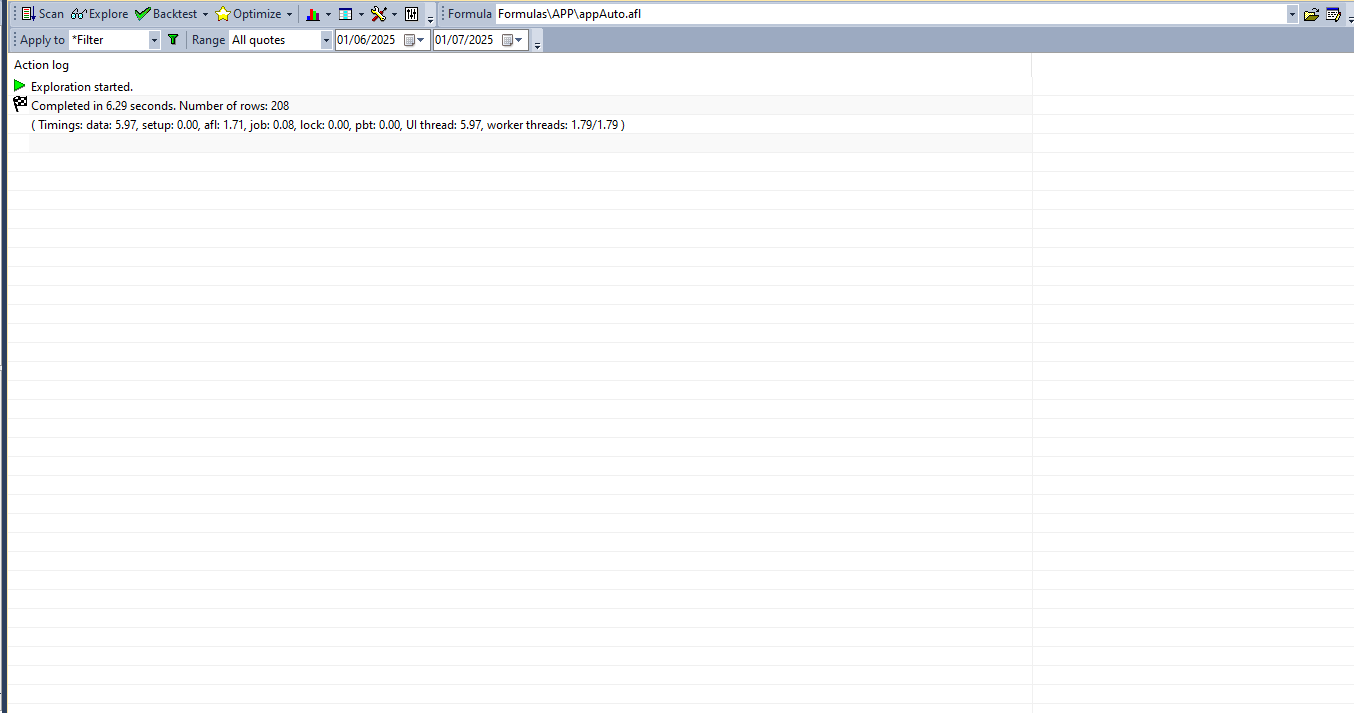 Scan Explore Backtest Optimize Formula Formulas\APP\appAuto.afl
Apply to *Filter Range All quotes 01/06/2025 01/07/2025
Action log
Exploration started.
Completed in 6.29 seconds. Number of rows: 208
( Timings: data: 5.97, setup: 0.00, afl: 1.71, job: 0.08, lock: 0.00, pbt: 0.00, UI thread: 5.97, worker threads: 1.79/1.79 )